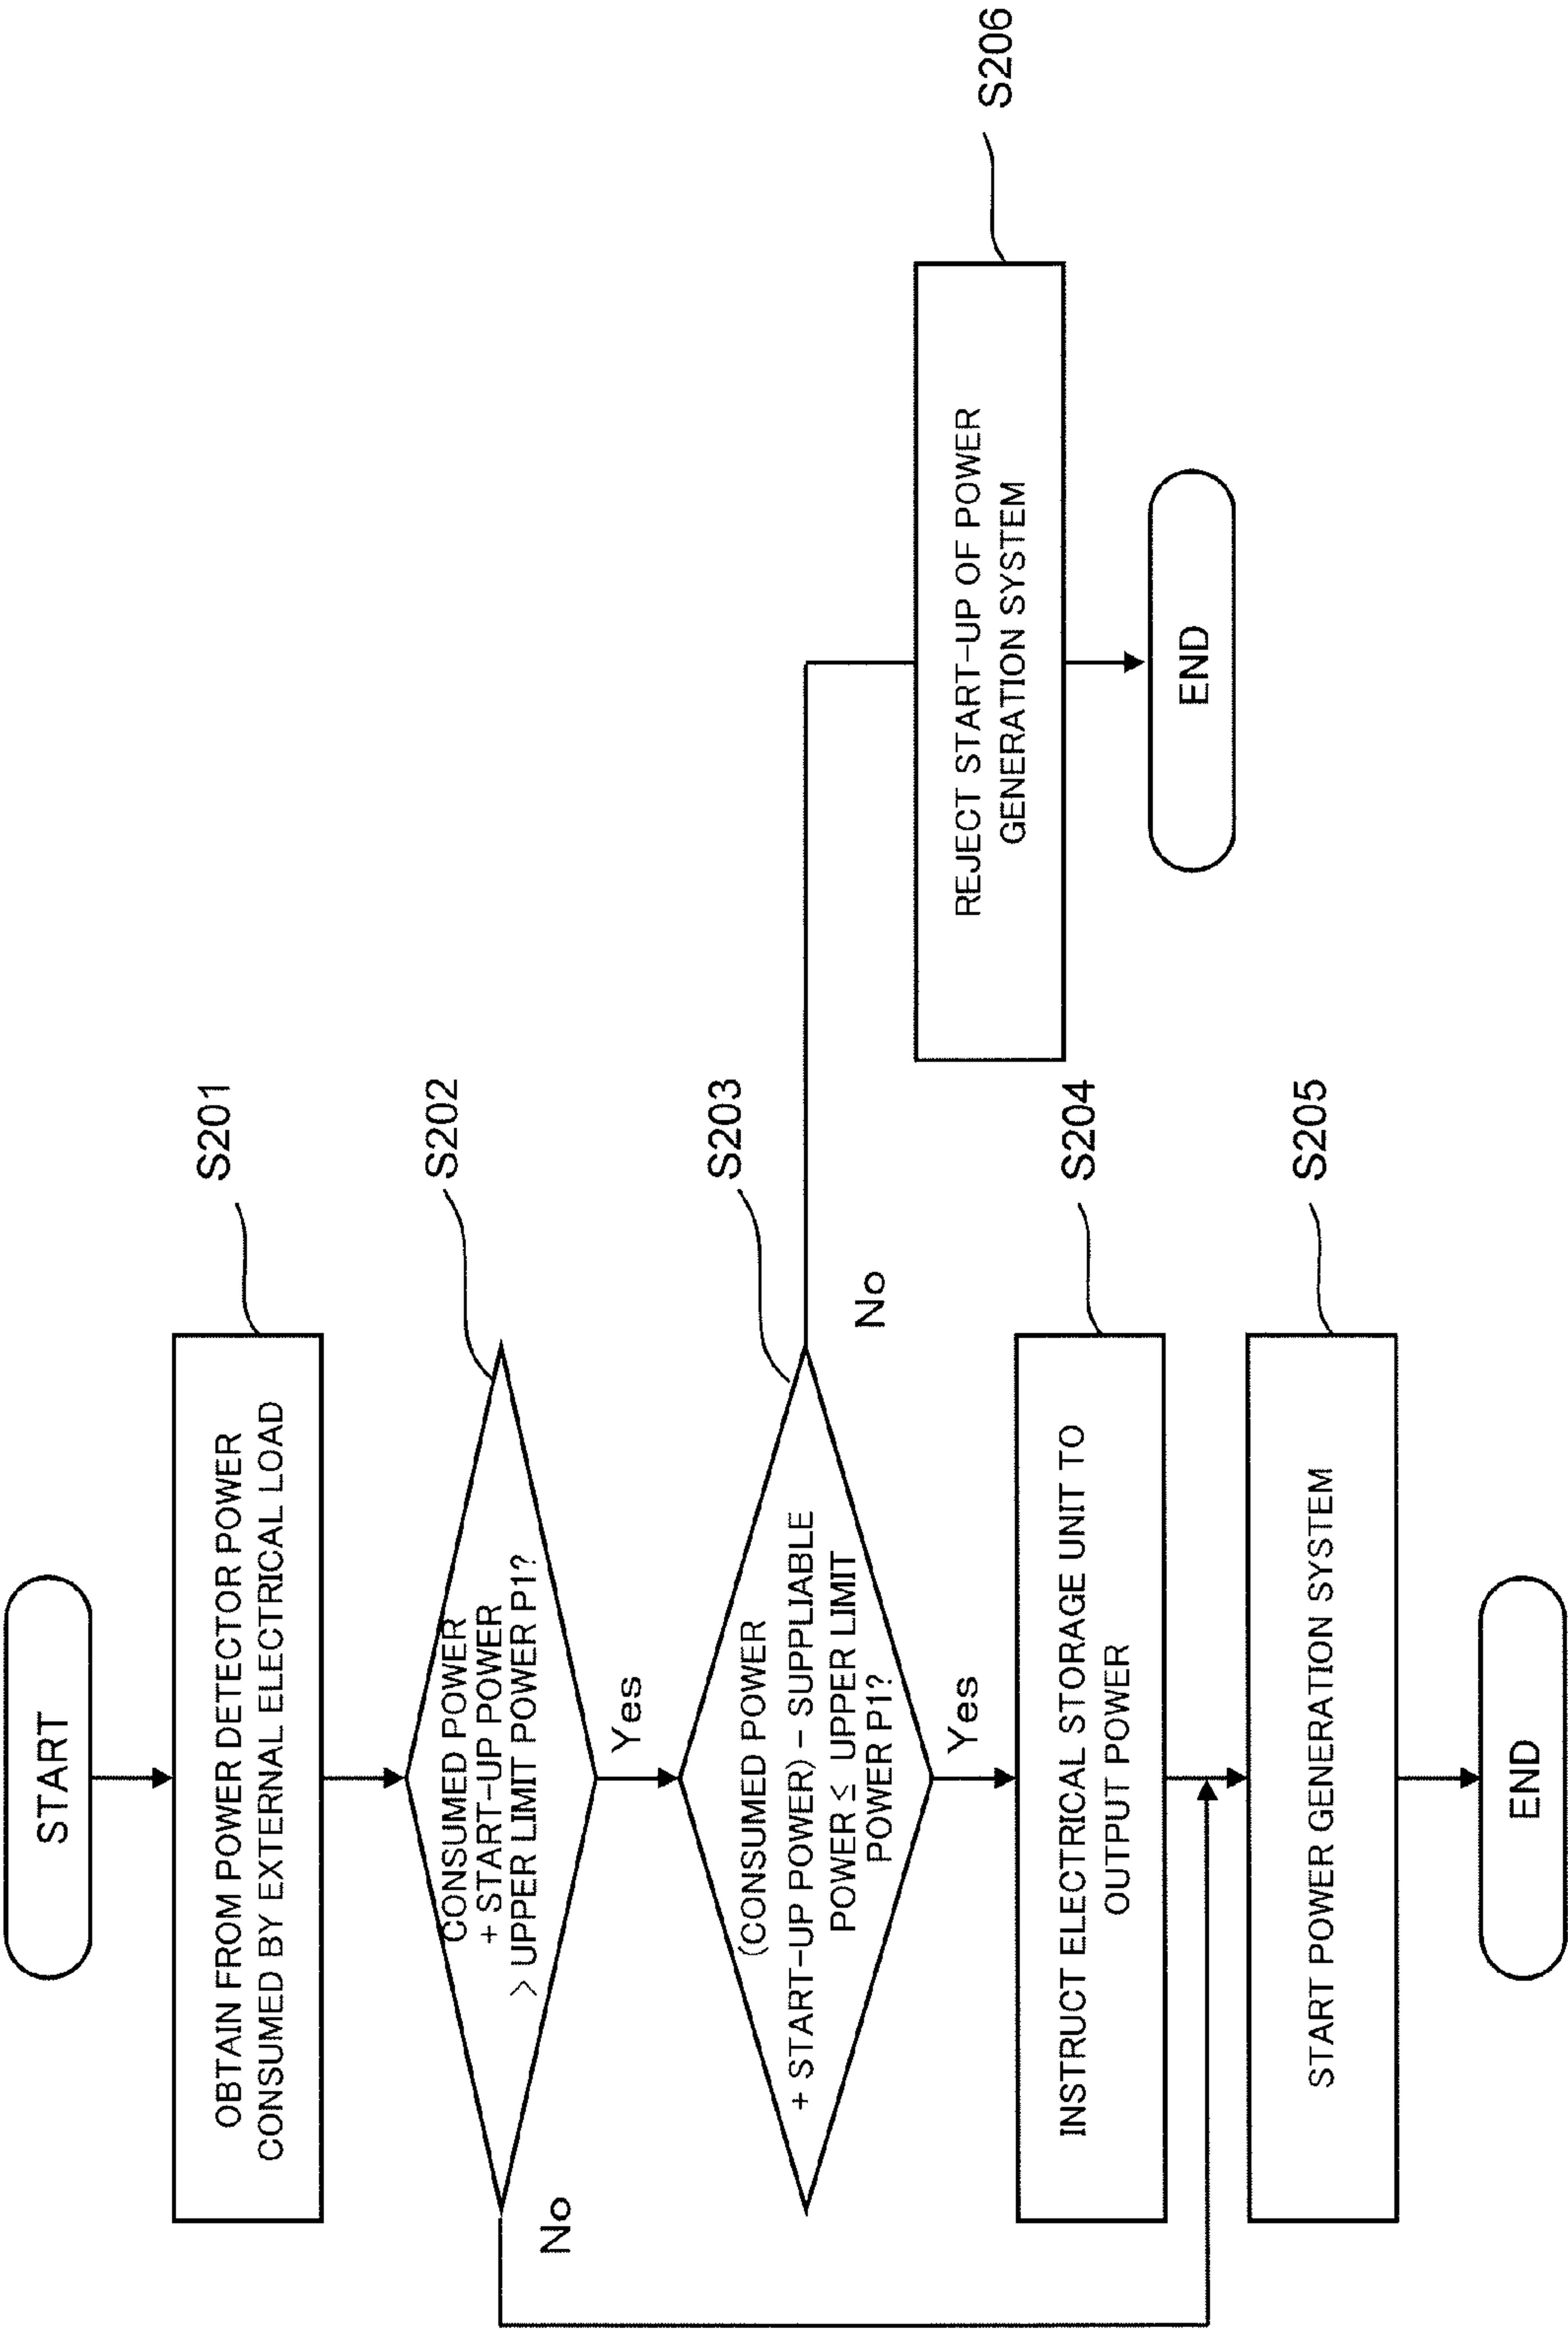 START
OBTAIN FROM POWER DETECTOR POWER
CONSUMED BY EXTERNAL ELECTRICAL LOAD
S201
CONSUMED POWER
+ START-UP POWER
> UPPER LIMIT POWER P1?
S202
No
Yes
(CONSUMED POWER
+ START-UP POWER) – SUPPLIABLE
POWER ≤ UPPER LIMIT
POWER P1?
S203
No
Yes
INSTRUCT ELECTRICAL STORAGE UNIT TO
OUTPUT POWER
S204
START POWER GENERATION SYSTEM
S205
END
REJECT START-UP OF POWER
GENERATION SYSTEM
S206
END